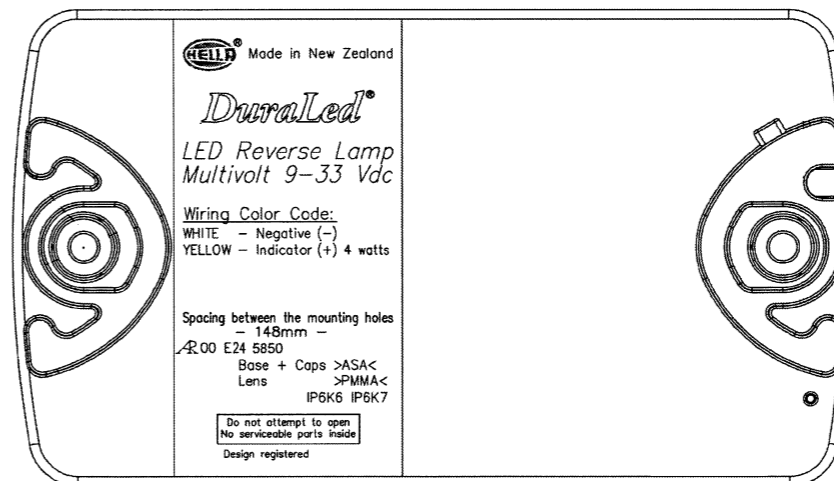 HELLA® Made in New Zealand
DuraLed®
LED Reverse Lamp
Multivolt 9-33 Vdc
Wiring Color Code:
WHITE - Negative (-)
YELLOW - Indicator (+) 4 watts
Spacing between the mounting holes
- 148mm -
AR 00 E24 5850
Base + Caps >ASA<
Lens >PMMA<
IP6K6 IP6K7
Do not attempt to open
No serviceable parts inside
Design registered